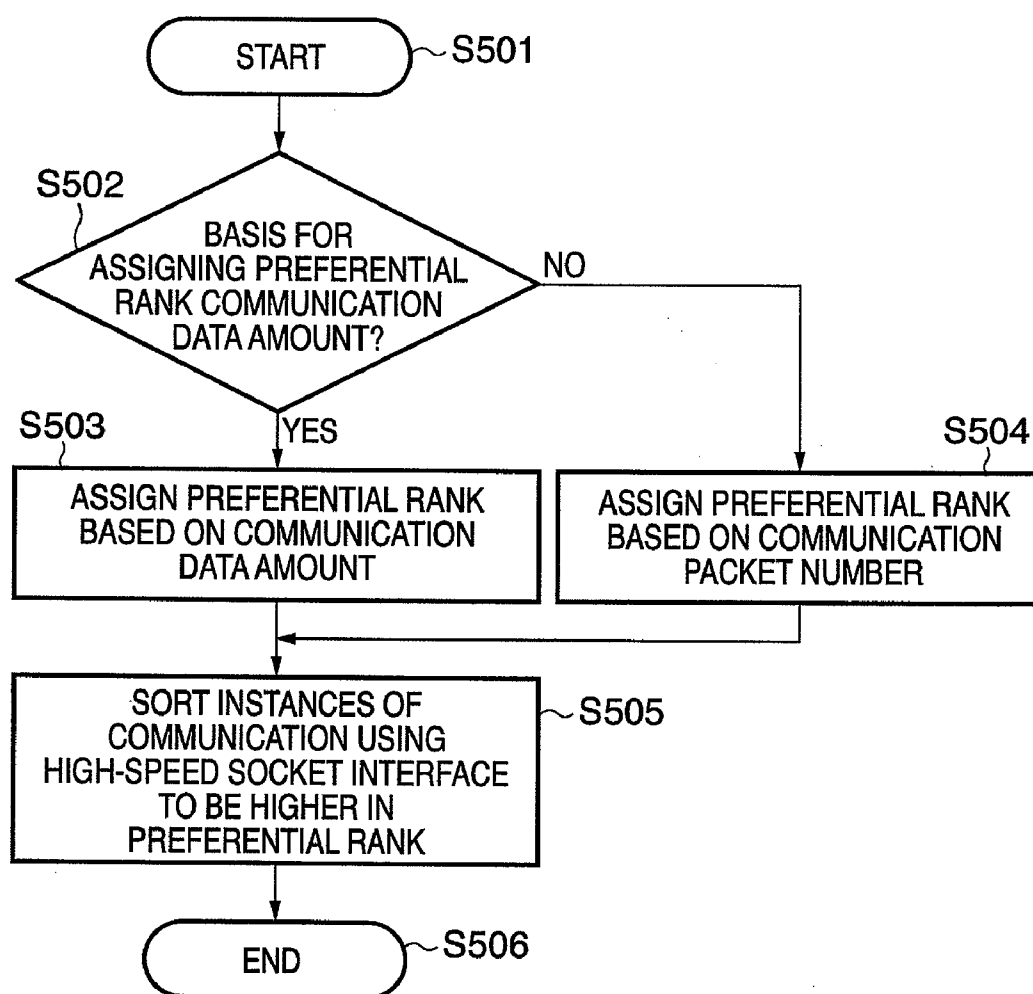 START
S501
S502
BASIS FOR
ASSIGNING PREFERENTIAL
RANK COMMUNICATION
DATA AMOUNT?
NO
YES
S503
ASSIGN PREFERENTIAL RANK
BASED ON COMMUNICATION
DATA AMOUNT
S504
ASSIGN PREFERENTIAL RANK
BASED ON COMMUNICATION
PACKET NUMBER
SORT INSTANCES OF
COMMUNICATION USING
HIGH-SPEED SOCKET INTERFACE
TO BE HIGHER IN
PREFERENTIAL RANK
S505
END
S506